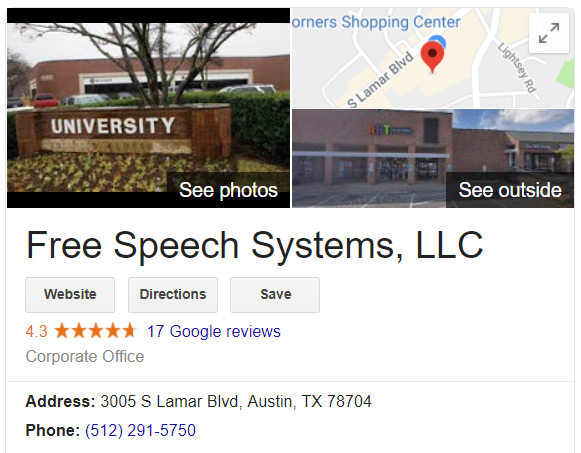 UNIVERSITY
See photos
orners Shopping Center
S Lamar Blvd
Lightsey Rd
ART
See outside
Free Speech Systems, LLC
Website Directions Save
4.3 17 Google reviews
Corporate Office
Address: 3005 S Lamar Blvd, Austin, TX 78704
Phone: (512) 291-5750